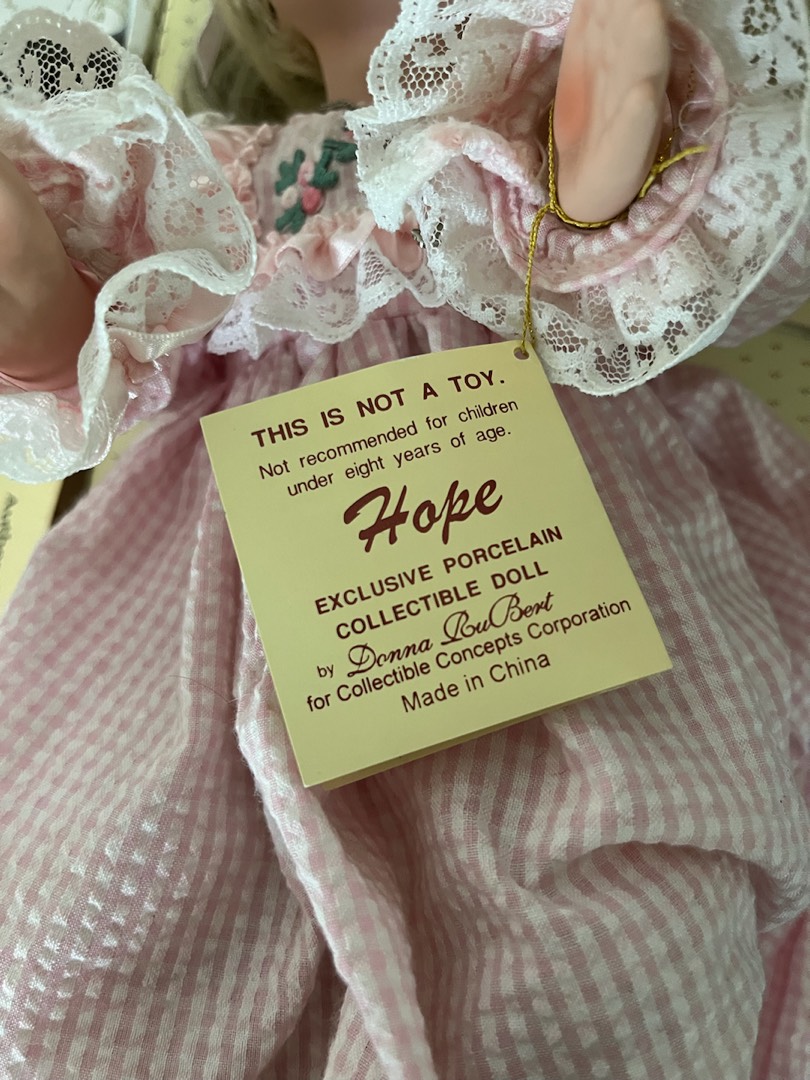 THIS IS NOT A TOY.
Not recommended for children
under eight years of age.
Hope
EXCLUSIVE PORCELAIN
COLLECTIBLE DOLL
by Donna RuBert
for Collectible Concepts Corporation
Made in China